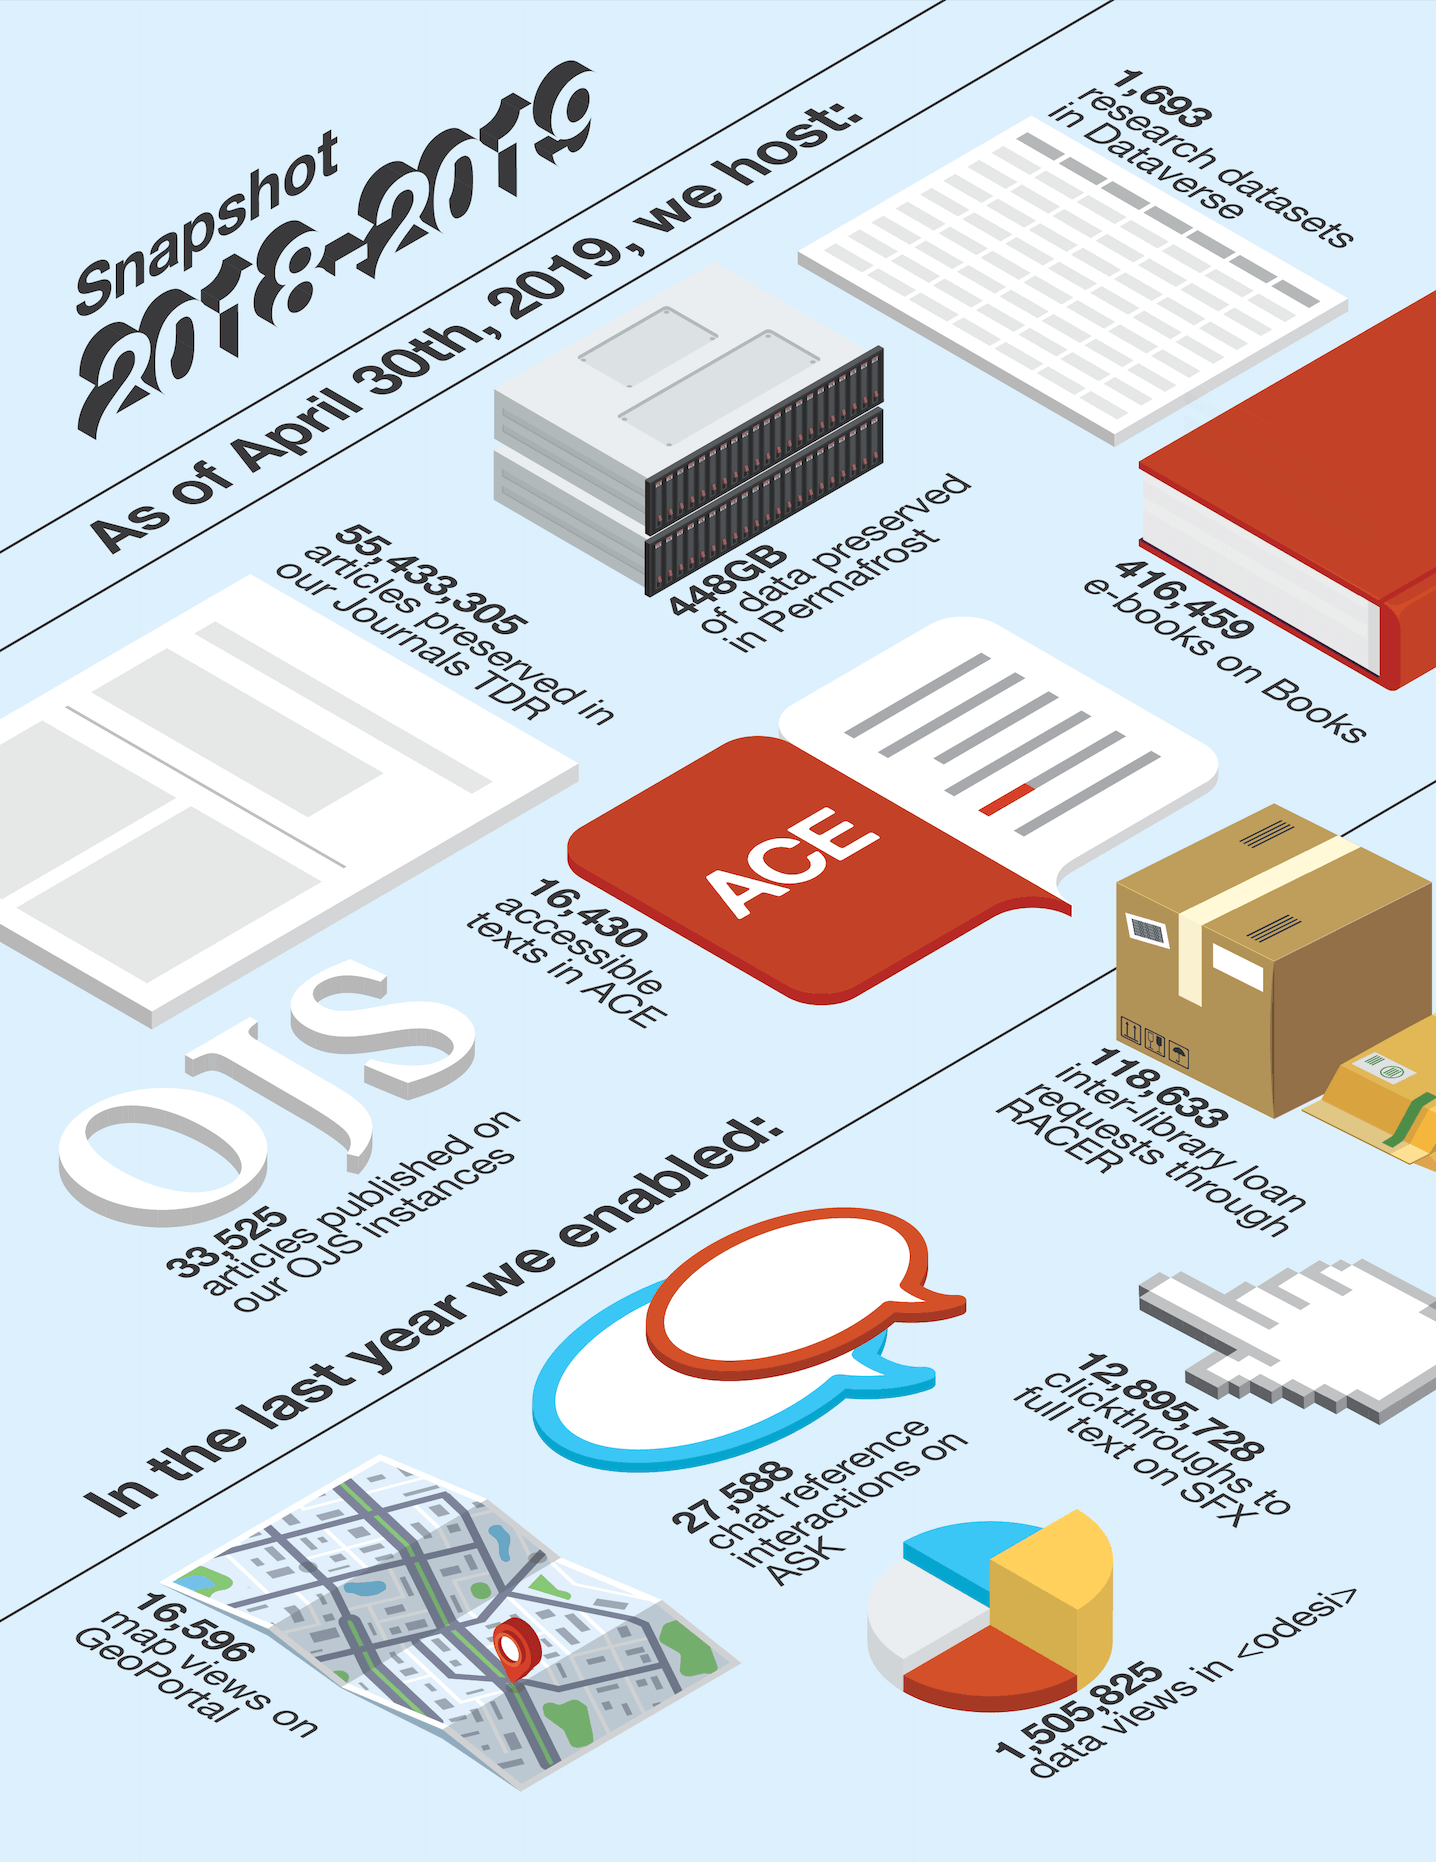 Snapshot
2018-2019
As of April 30th, 2019, we host:
1,693
research datasets
in Dataverse
448GB
of data preserved
in Permafrost
416,459
e-books on Books
55,433,305
articles preserved in
our Journals TDR
ACE
16,430
accessible
texts in ACE
OJS
33,525
articles published on
our OJS instances
In the last year we enabled:
118,633
inter-library loan
requests through
RACER
12,895,728
clickthroughs to
full text on SFX
27,588
chat reference
interactions on
ASK
16,596
map views on
GeoPortal
1,505,825
data views in <odesi>